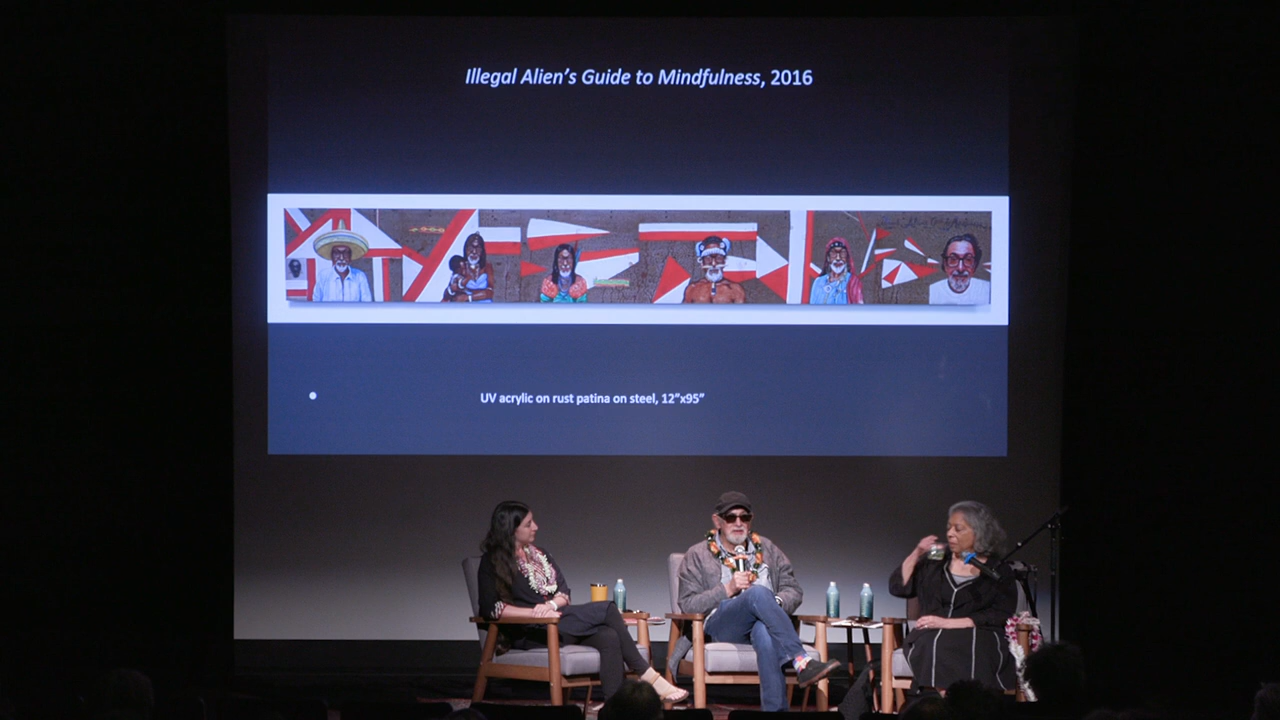 Illegal Alien’s Guide to Mindfulness, 2016
UV acrylic on rust patina on steel, 12”x95”